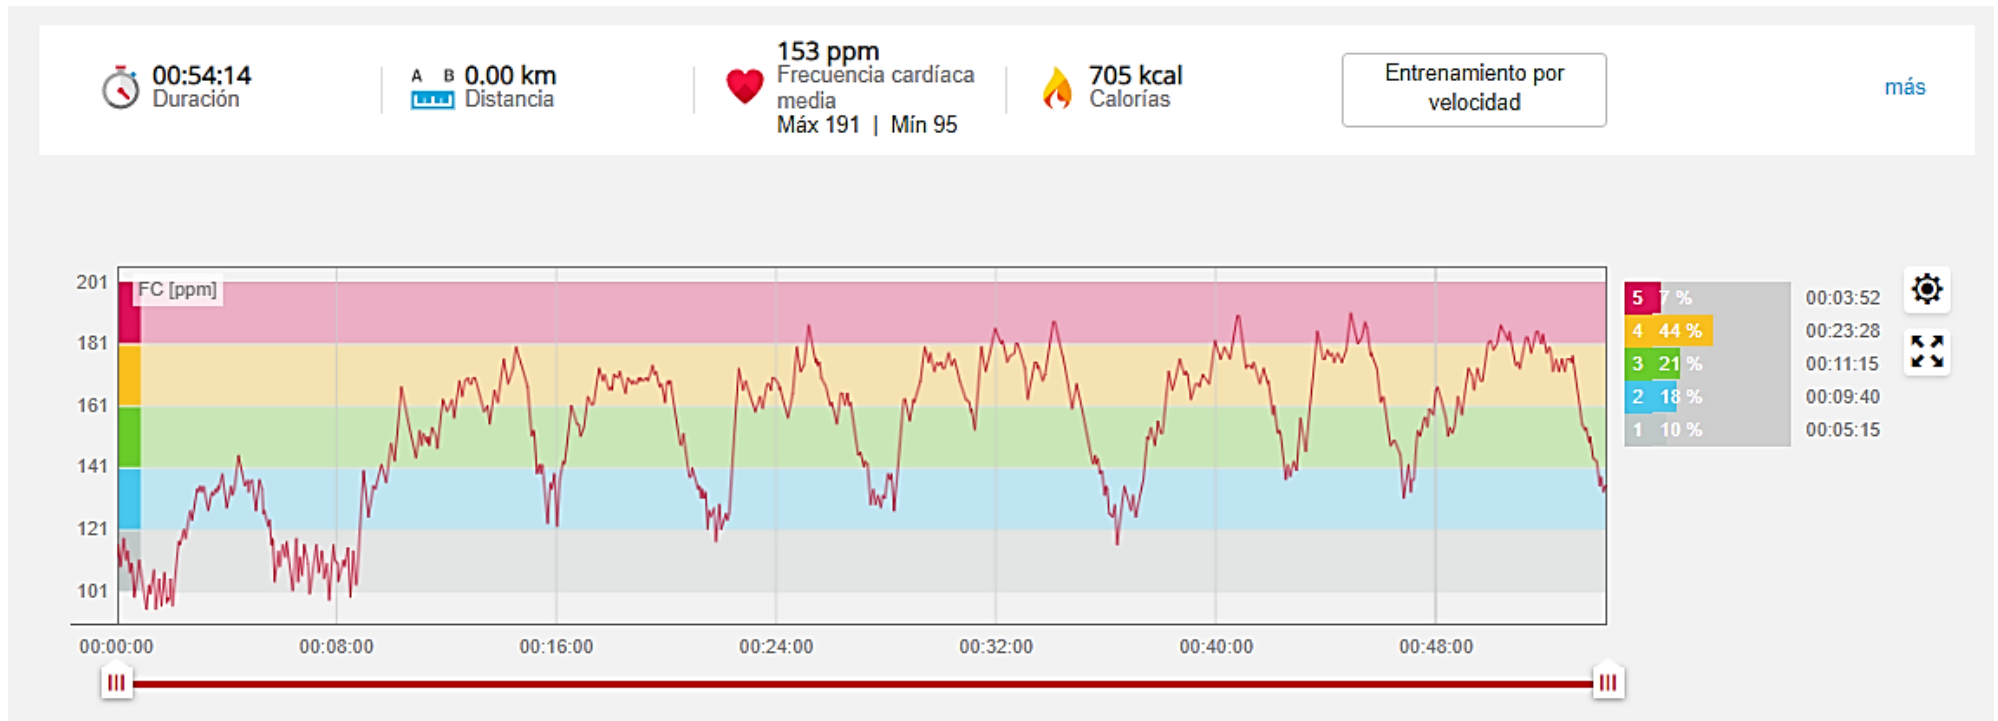 00:54:14
Duración
A B 0.00 km
Distancia
153 ppm
Frecuencia cardíaca
media
Máx 191 | Mín 95
705 kcal
Calorías
Entrenamiento por
velocidad
más
FC [ppm]
201
181
161
141
121
101
00:00:00 00:08:00 00:16:00 00:24:00 00:32:00 00:40:00 00:48:00
5 7 % 00:03:52
4 44 % 00:23:28
3 21 % 00:11:15
2 18 % 00:09:40
1 10 % 00:05:15